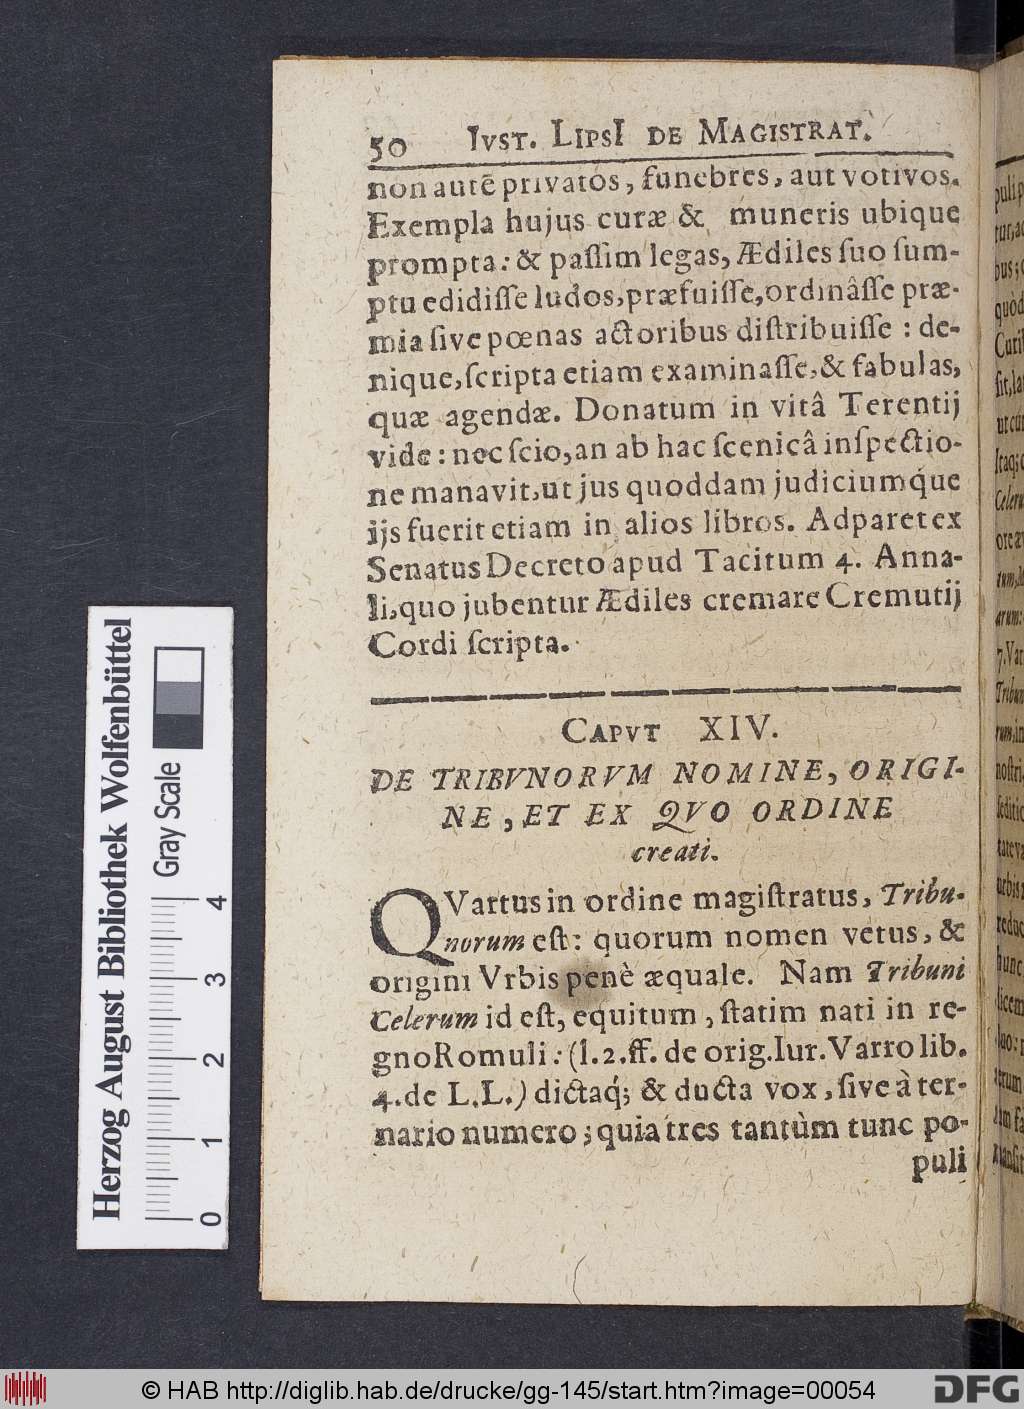 50 IVST. LIPSI DE MAGISTRAT.
non autē privatos, funebres, aut votivos.
Exempla hujus curæ & muneris ubique
prompta: & paſſim legas, Ædiles ſuo ſum-
ptu edidiſſe ludos, præfuiſſe, ordinâſſe præ-
mia ſive pœnas actoribus diſtribuiſſe: de-
nique, ſcripta etiam examinaſſe, & fabulas,
quæ agendæ. Donatum in vitâ Terentij
vide: nec ſcio, an ab hac ſcenicâ inſpectio-
ne manavit, ut jus quoddam judiciumq́ue
ijs fuerit etiam in alios libros. Adparet ex
Senatus Decreto apud Tacitum 4. Anna-
li, quo jubentur Ædiles cremare Cremutij
Cordi ſcripta.
CAPVT XIV.
DE TRIBVNORVM NOMINE, ORIGI-
NE, ET EX QVO ORDINE
creati.
QVartus in ordine magiſtratus, Tribu-
norum eſt: quorum nomen vetus, &
origini Vrbis penè æquale. Nam Tribuni
Celerum id eſt, equitum, ſtatim nati in re-
gno Romuli: (l. 2. ff. de orig. Iur. Varro lib.
4. de L. L.) dictaq́; & ducta vox, ſive à ter-
nario numero; quia tres tantùm tunc po-
puli
Herzog August Bibliothek Wolfenbüttel
Gray Scale
0 1 2 3 4
© HAB http://diglib.hab.de/drucke/gg-145/start.htm?image=00054
DFG